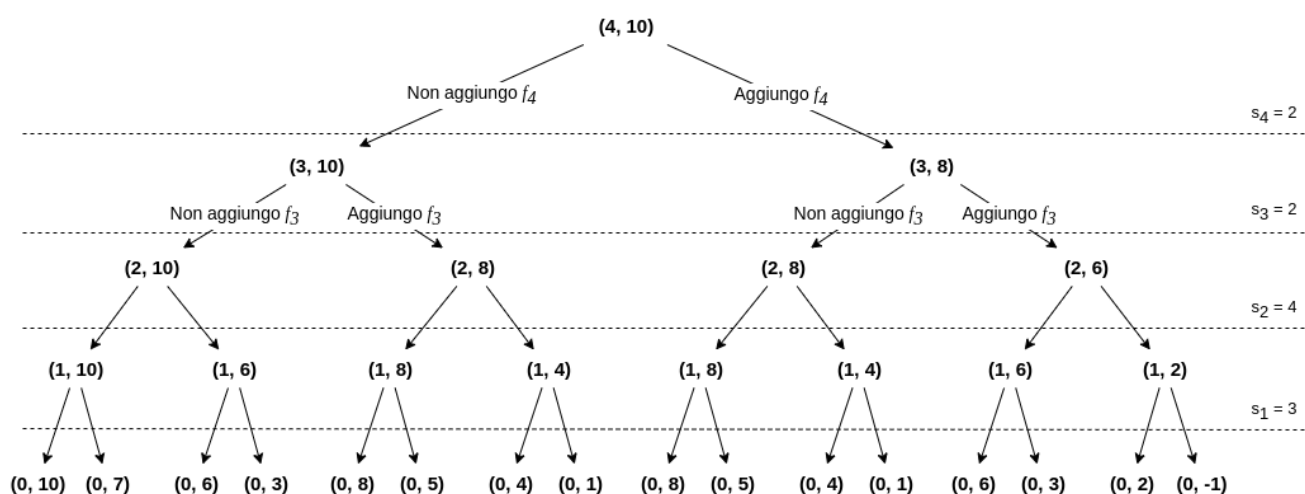 (4, 10)
Non aggiungo f4 Aggiungo f4
s4 = 2
(3, 10) (3, 8)
Non aggiungo f3 Aggiungo f3 Non aggiungo f3 Aggiungo f3
s3 = 2
(2, 10) (2, 8) (2, 8) (2, 6)
s2 = 4
(1, 10) (1, 6) (1, 8) (1, 4) (1, 8) (1, 4) (1, 6) (1, 2)
s1 = 3
(0, 10) (0, 7) (0, 6) (0, 3) (0, 8) (0, 5) (0, 4) (0, 1) (0, 8) (0, 5) (0, 4) (0, 1) (0, 6) (0, 3) (0, 2) (0, -1)